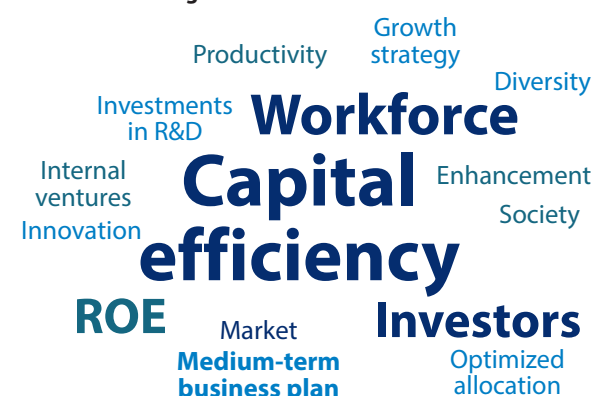 Growth
strategy
Productivity
Diversity
Investments
in R&D
Workforce
Internal
ventures
Capital
efficiency
Enhancement
Society
Innovation
ROE
Market
Investors
Medium-term
business plan
Optimized
allocation